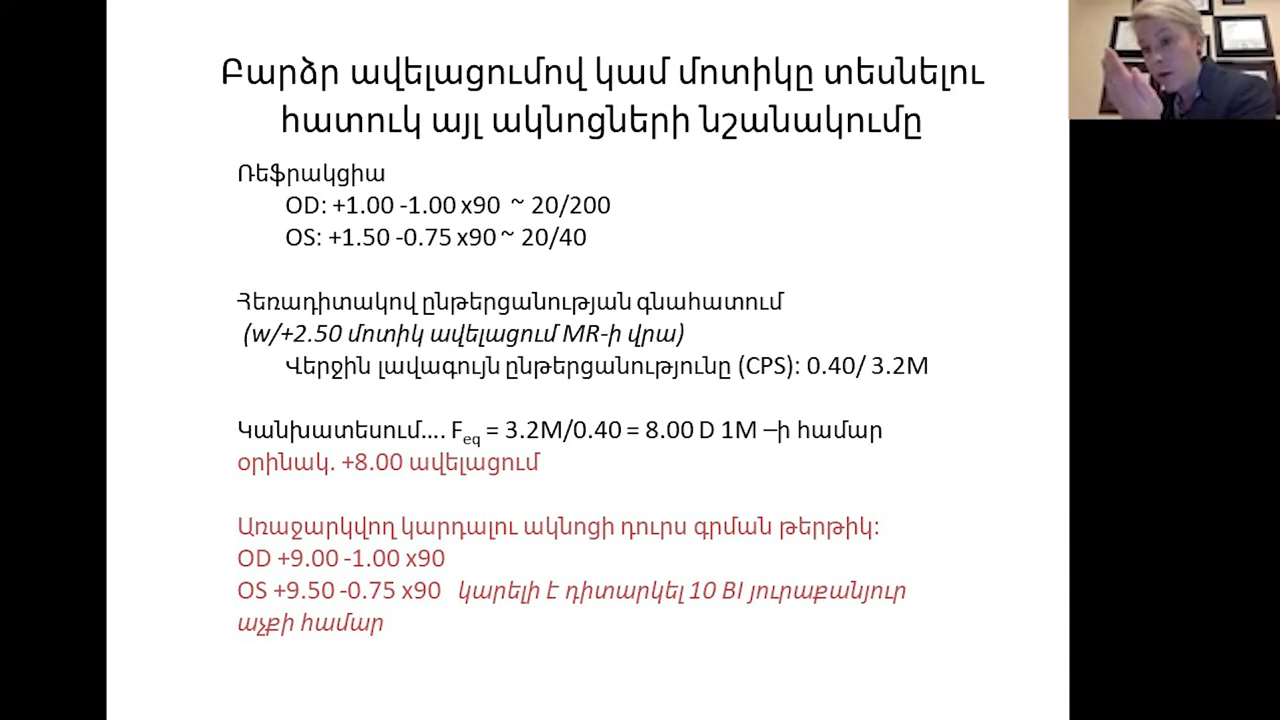 Բարձր ավելացումով կամ մոտիկը տեսնելու
հատուկ այլ ակնոցների նշանակումը
Ռեֆրակցիա
OD: +1.00 -1.00 x90 ~ 20/200
OS: +1.50 -0.75 x90 ~ 20/40
Հեռադիտակով ընթերցանության գնահատում
(w/+2.50 մոտիկ ավելացում MR-ի վրա)
Վերջին լավագույն ընթերցանությունը (CPS): 0.40/ 3.2M
Կանխատեսում.... Feq = 3.2M/0.40 = 8.00 D 1M –ի համար
օրինակ. +8.00 ավելացում
Առաջարկվող կարդալու ակնոցի դուրս գրման թերթիկ:
OD +9.00 -1.00 x90
OS +9.50 -0.75 x90 կարելի է դիտարկել 10 BI յուրաքանյուր
աչքի համար